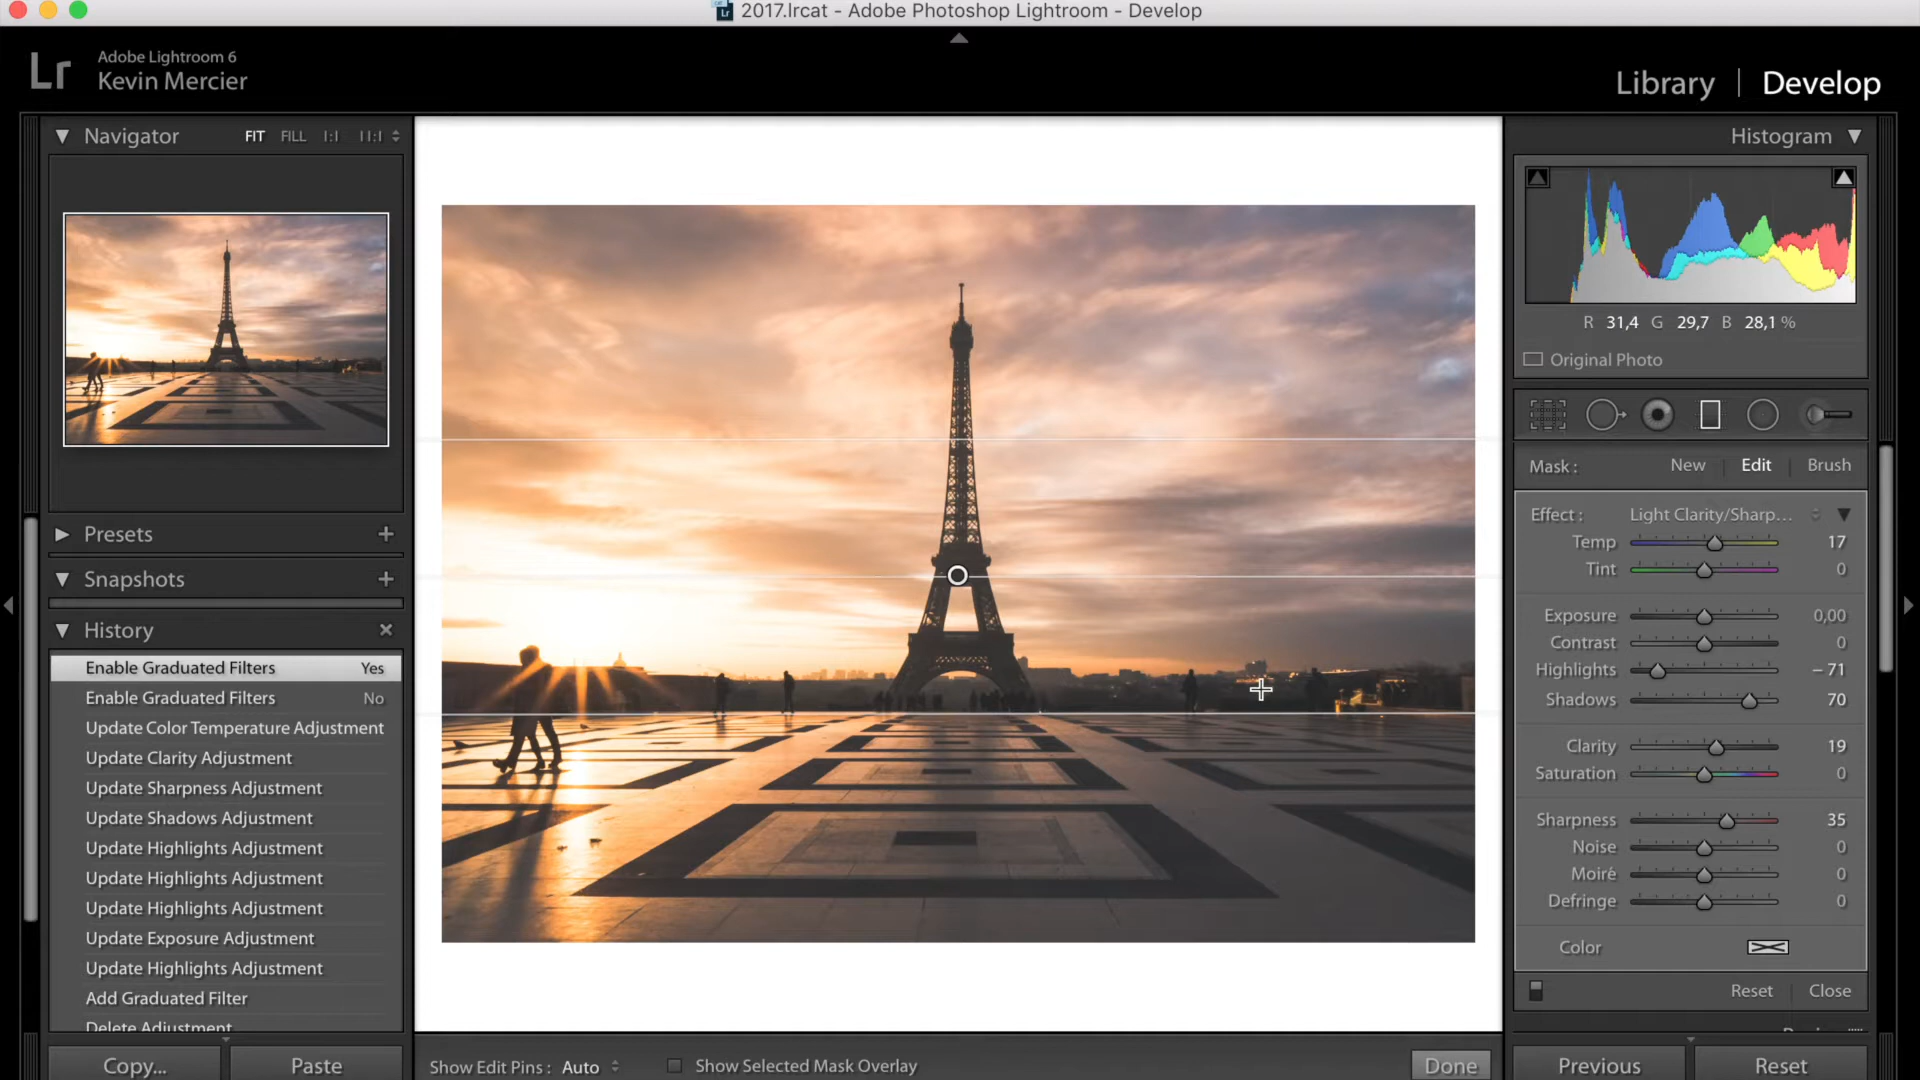 2017.lrcat - Adobe Photoshop Lightroom - Develop
Lr
Adobe Lightroom 6
Kevin Mercier
Library | Develop
Navigator FIT FILL 1:1 11:1
Histogram
R 31,4 G 29,7 B 28,1 %
Original Photo
Mask : New Edit Brush
Effect : Light Clarity/Sharp...
Temp 17
Tint 0
Exposure 0,00
Contrast 0
Highlights – 71
Shadows 70
Clarity 19
Saturation 0
Sharpness 35
Noise 0
Moiré 0
Defringe 0
Color
Reset Close
Presets +
Snapshots +
History ×
Enable Graduated Filters Yes
Enable Graduated Filters No
Update Color Temperature Adjustment
Update Clarity Adjustment
Update Sharpness Adjustment
Update Shadows Adjustment
Update Highlights Adjustment
Update Highlights Adjustment
Update Highlights Adjustment
Update Exposure Adjustment
Update Highlights Adjustment
Add Graduated Filter
Delete Adjustment
Copy... Paste
Show Edit Pins : Auto Show Selected Mask Overlay Done
Previous Reset